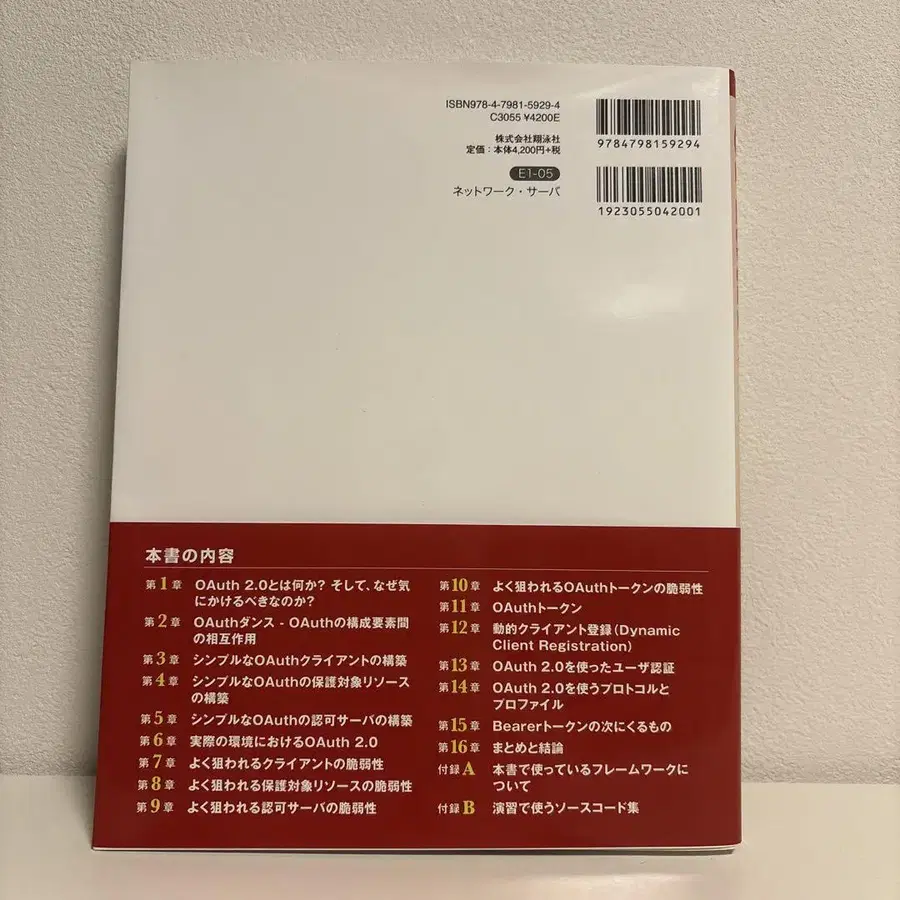 ISBN978-4-7981-5929-4
C3055 ¥4200E
株式会社翔泳社
定価：本体4,200円+税
E1-05
ネットワーク・サーバ
9784798159294
1923055042001
本書の内容
第1章 OAuth 2.0とは何か? そして、なぜ気
にかけるべきなのか?
第2章 OAuthダンス - OAuthの構成要素間
の相互作用
第3章 シンプルなOAuthクライアントの構築
第4章 シンプルなOAuthの保護対象リソース
の構築
第5章 シンプルなOAuthの認可サーバの構築
第6章 実際の環境におけるOAuth 2.0
第7章 よく狙われるクライアントの脆弱性
第8章 よく狙われる保護対象リソースの脆弱性
第9章 よく狙われる認可サーバの脆弱性
第10章 よく狙われるOAuthトークンの脆弱性
第11章 OAuthトークン
第12章 動的クライアント登録(Dynamic
Client Registration)
第13章 OAuth 2.0を使ったユーザ認証
第14章 OAuth 2.0を使うプロトコルと
プロファイル
第15章 Bearerトークンの次にくるもの
第16章 まとめと結論
付録A 本書で使っているフレームワークに
ついて
付録B 演習で使うソースコード集